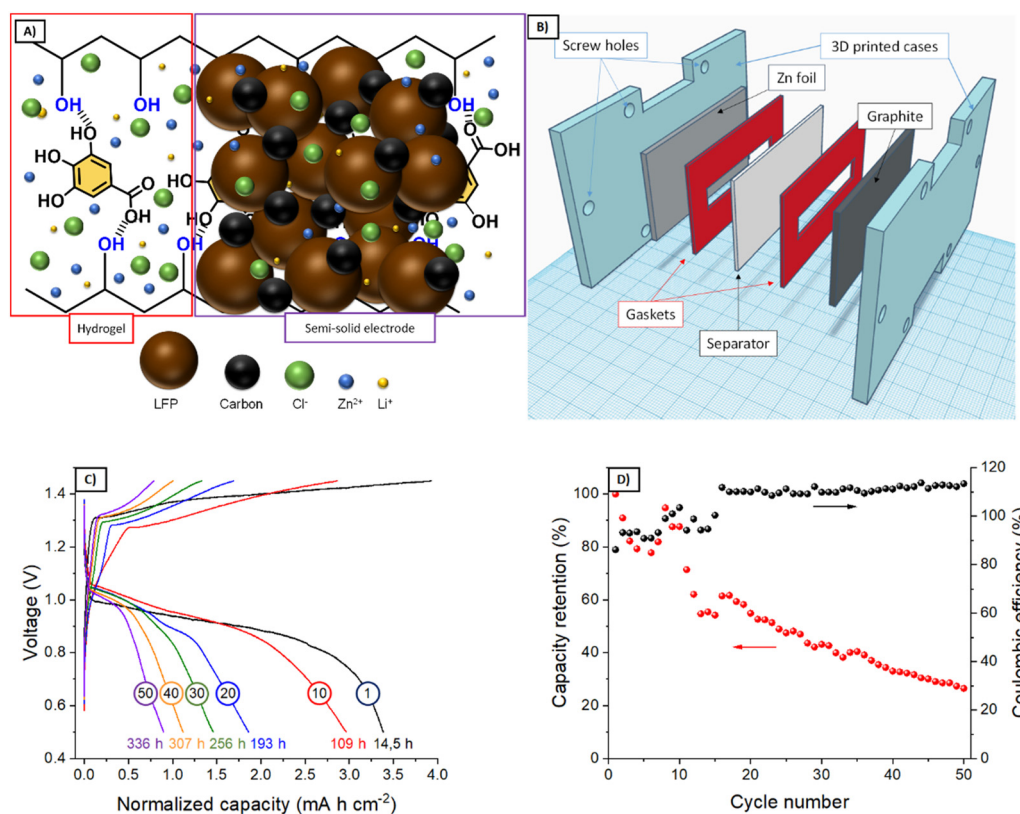 A)
OH
OH
HO
HO
HO
O
OH
OH
OH
HO
HO
O
OH
OH
Hydrogel
Semi-solid electrode
LFP
Carbon
Cl-
Zn2+
Li+
B)
Screw holes
3D printed cases
Zn foil
Graphite
Gaskets
Separator
C)
Voltage (V)
1.4
1.2
1.0
0.8
0.6
0.4
50
40
30
20
10
1
336 h
307 h
256 h
193 h
109 h
14,5 h
0.0
0.5
1.0
1.5
2.0
2.5
3.0
3.5
4.0
Normalized capacity (mA h cm-2)
D)
Capacity retention (%)
100
80
60
40
20
0
120
100
80
60
40
20
0
Coulombic efficiency (%)
0
10
20
30
40
50
Cycle number